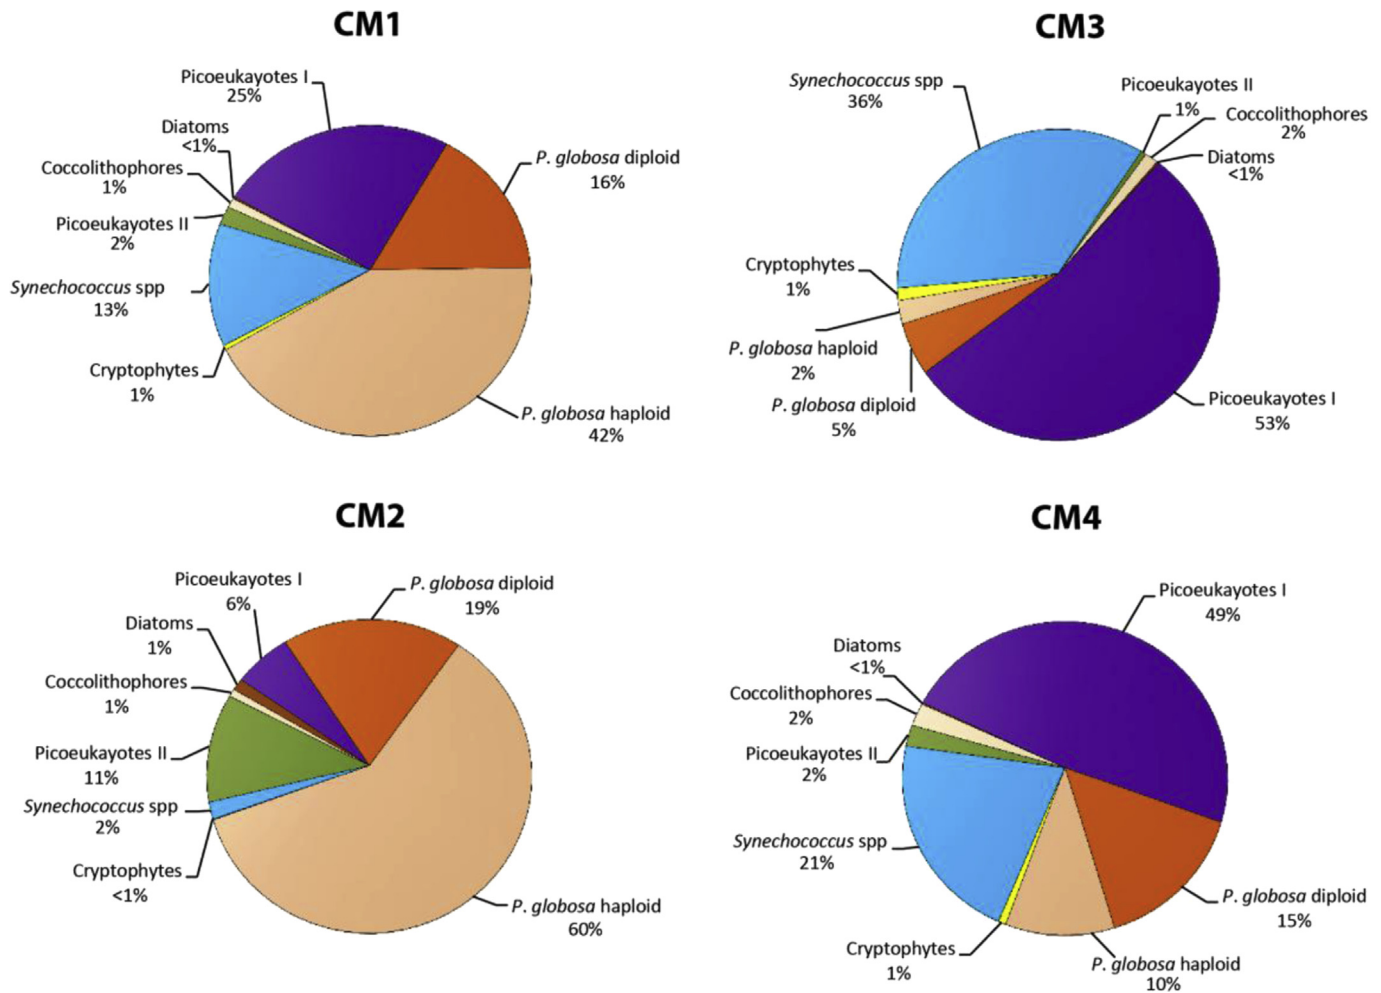 CM1
Picoeukayotes I
25%
Diatoms
<1%
Coccolithophores
1%
Picoeukayotes II
2%
Synechococcus spp
13%
Cryptophytes
1%
P. globosa diploid
16%
P. globosa haploid
42%
CM3
Synechococcus spp
36%
Picoeukayotes II
1%
Coccolithophores
2%
Diatoms
<1%
Cryptophytes
1%
P. globosa haploid
2%
P. globosa diploid
5%
Picoeukayotes I
53%
CM2
Picoeukayotes I
6%
P. globosa diploid
19%
Diatoms
1%
Coccolithophores
1%
Picoeukayotes II
11%
Synechococcus spp
2%
Cryptophytes
<1%
P. globosa haploid
60%
CM4
Picoeukayotes I
49%
Diatoms
<1%
Coccolithophores
2%
Picoeukayotes II
2%
Synechococcus spp
21%
Cryptophytes
1%
P. globosa haploid
10%
P. globosa diploid
15%